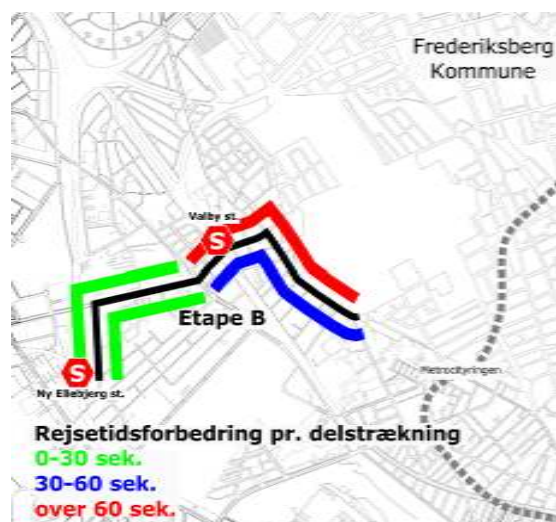 Frederiksberg
Kommune
Valby st.
S
Etape B
S
Metrocityringen
Ny Ellebjerg st.
Rejsetidsforbedring pr. delstrækning
0-30 sek.
30-60 sek.
over 60 sek.